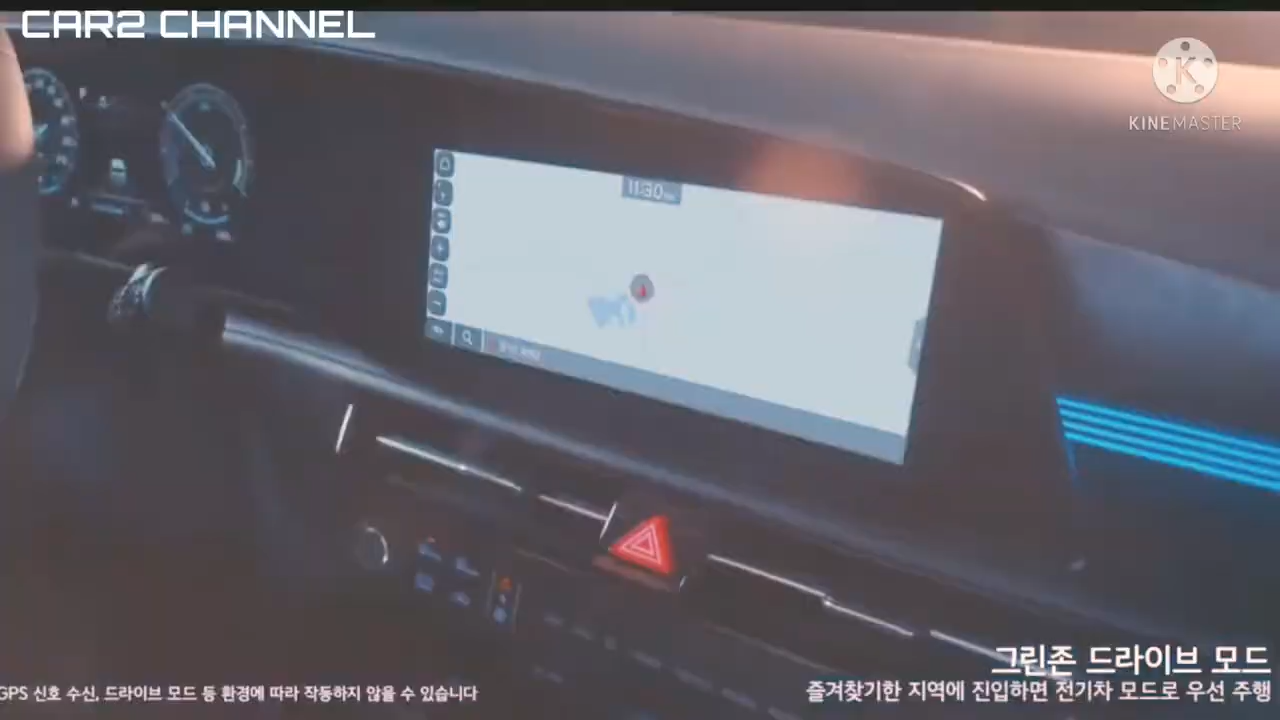 CAR2 CHANNEL
K
KINEMASTER
11:30
그린존 드라이브 모드
즐겨찾기한 지역에 진입하면 전기차 모드로 우선 주행
GPS 신호 수신, 드라이브 모드 등 환경에 따라 작동하지 않을 수 있습니다